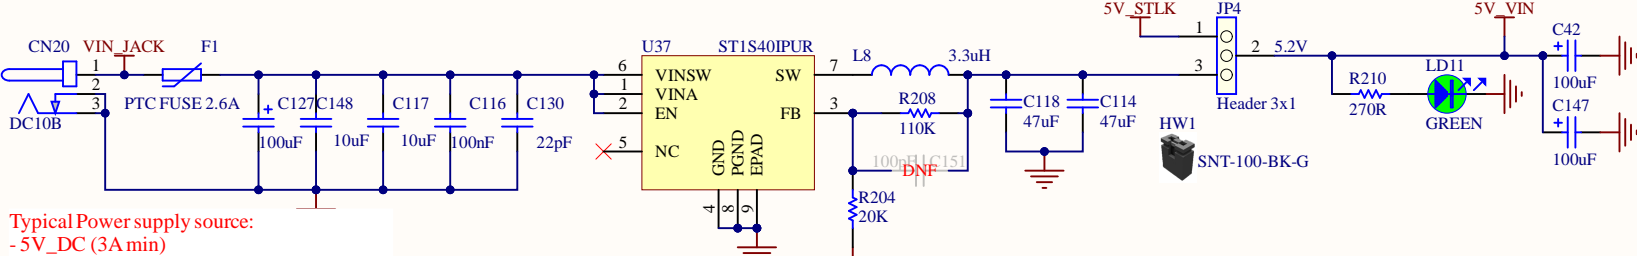 5V_STLK
JP4
5V_VIN
CN20
VIN_JACK
F1
U37
ST1S40IPUR
L8
3.3uH
1
2
5.2V
3
Header 3x1
C42
100uF
1
2
3
DC10B
PTC FUSE 2.6A
6
1
2
5
VINSW
VINA
EN
NC
SW
FB
7
3
GND
PGND
EPAD
4
8
9
C127
100uF
C148
10uF
C117
10uF
C116
100nF
C130
22pF
R208
110K
C118
47uF
C114
47uF
100pF
C151
DNF
R204
20K
HW1
SNT-100-BK-G
R210
270R
LD11
GREEN
C147
100uF
Typical Power supply source:
- 5V_DC (3A min)